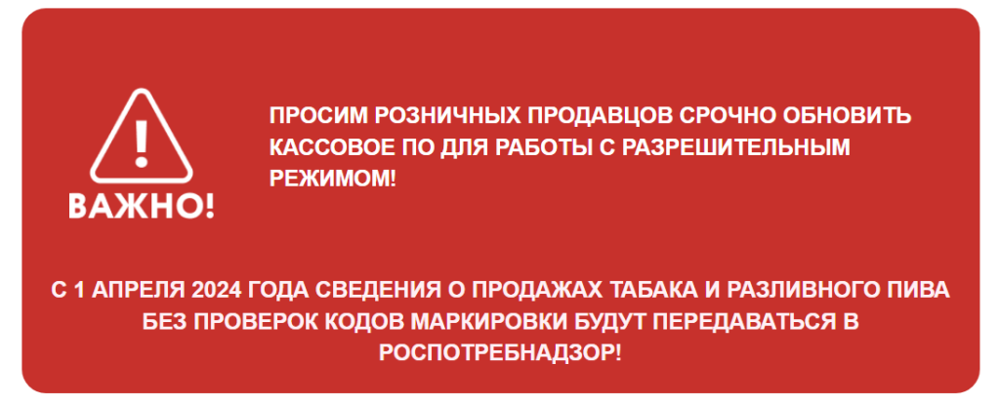 ПРОСИМ РОЗНИЧНЫХ ПРОДАВЦОВ СРОЧНО ОБНОВИТЬ
КАССОВОЕ ПО ДЛЯ РАБОТЫ С РАЗРЕШИТЕЛЬНЫМ
РЕЖИМОМ!
ВАЖНО!
С 1 АПРЕЛЯ 2024 ГОДА СВЕДЕНИЯ О ПРОДАЖАХ ТАБАКА И РАЗЛИВНОГО ПИВА
БЕЗ ПРОВЕРОК КОДОВ МАРКИРОВКИ БУДУТ ПЕРЕДАВАТЬСЯ В
РОСПОТРЕБНАДЗОР!